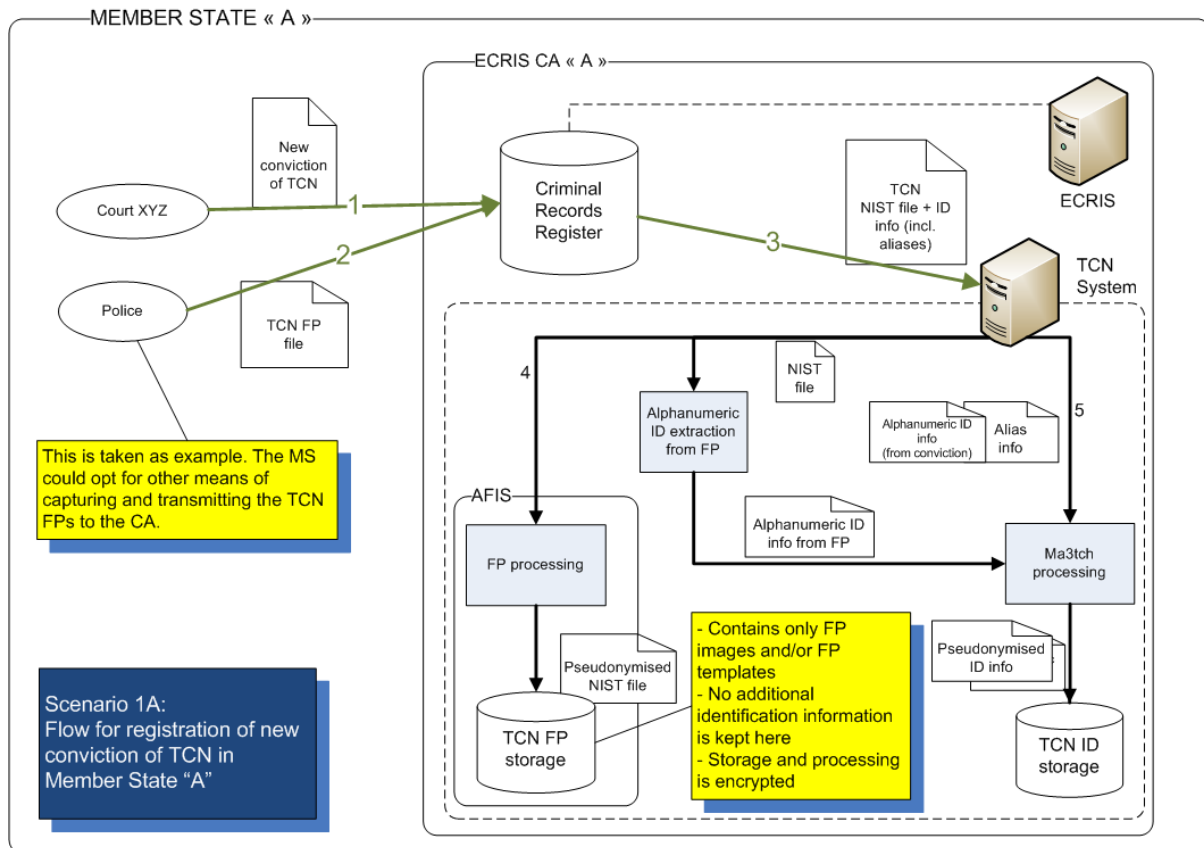 MEMBER STATE « A »
ECRIS CA « A »
New
conviction
of TCN
Court XYZ
1
2
Criminal
Records
Register
3
TCN
NIST file + ID
info (incl.
aliases)
ECRIS
Police
TCN FP
file
TCN
System
4
NIST
file
5
Alphanumeric
ID extraction
from FP
Alphanumeric ID
info
(from conviction)
Alias
info
This is taken as example. The MS
could opt for other means of
capturing and transmitting the TCN
FPs to the CA.
AFIS
Alphanumeric ID
info from FP
FP processing
Ma3tch
processing
Pseudonymised
NIST file
- Contains only FP
images and/or FP
templates
- No additional
identification information
is kept here
- Storage and processing
is encrypted
Pseudonymised
ID info
TCN FP
storage
TCN ID
storage
Scenario 1A:
Flow for registration of new
conviction of TCN in
Member State “A”